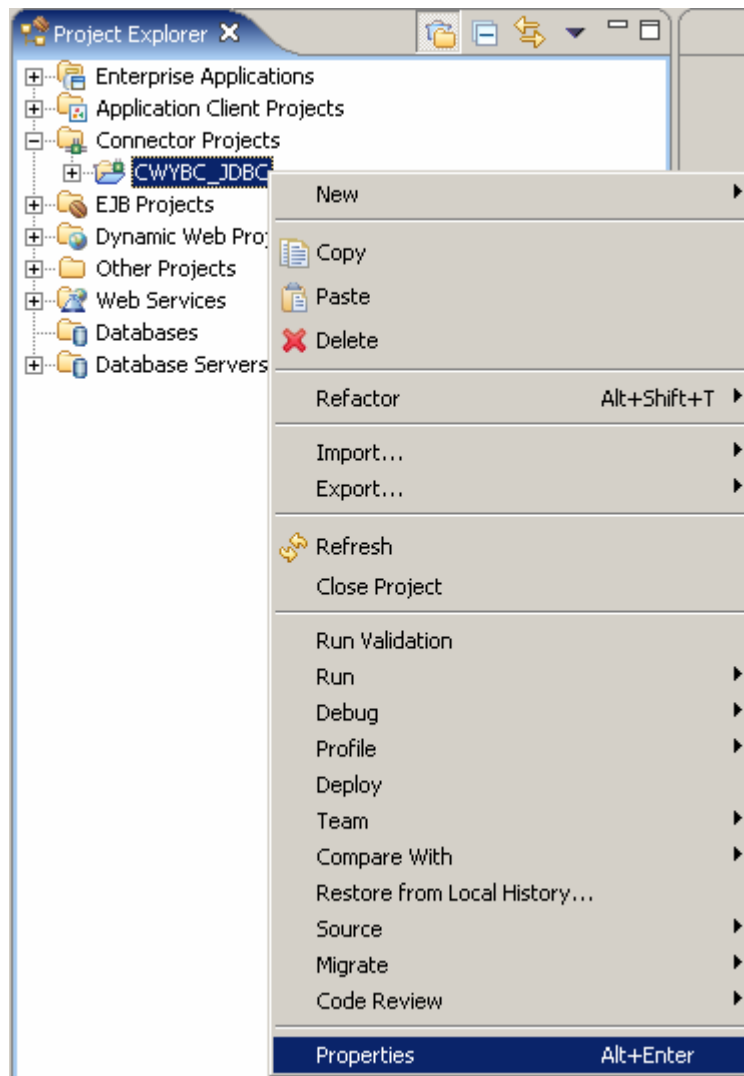 Project Explorer
Enterprise Applications
Application Client Projects
Connector Projects
CWYBC_JDBC
EJB Projects
Dynamic Web Proj
Other Projects
Web Services
Databases
Database Servers
New
Copy
Paste
Delete
Refactor Alt+Shift+T
Import...
Export...
Refresh
Close Project
Run Validation
Run
Debug
Profile
Deploy
Team
Compare With
Restore from Local History...
Source
Migrate
Code Review
Properties Alt+Enter